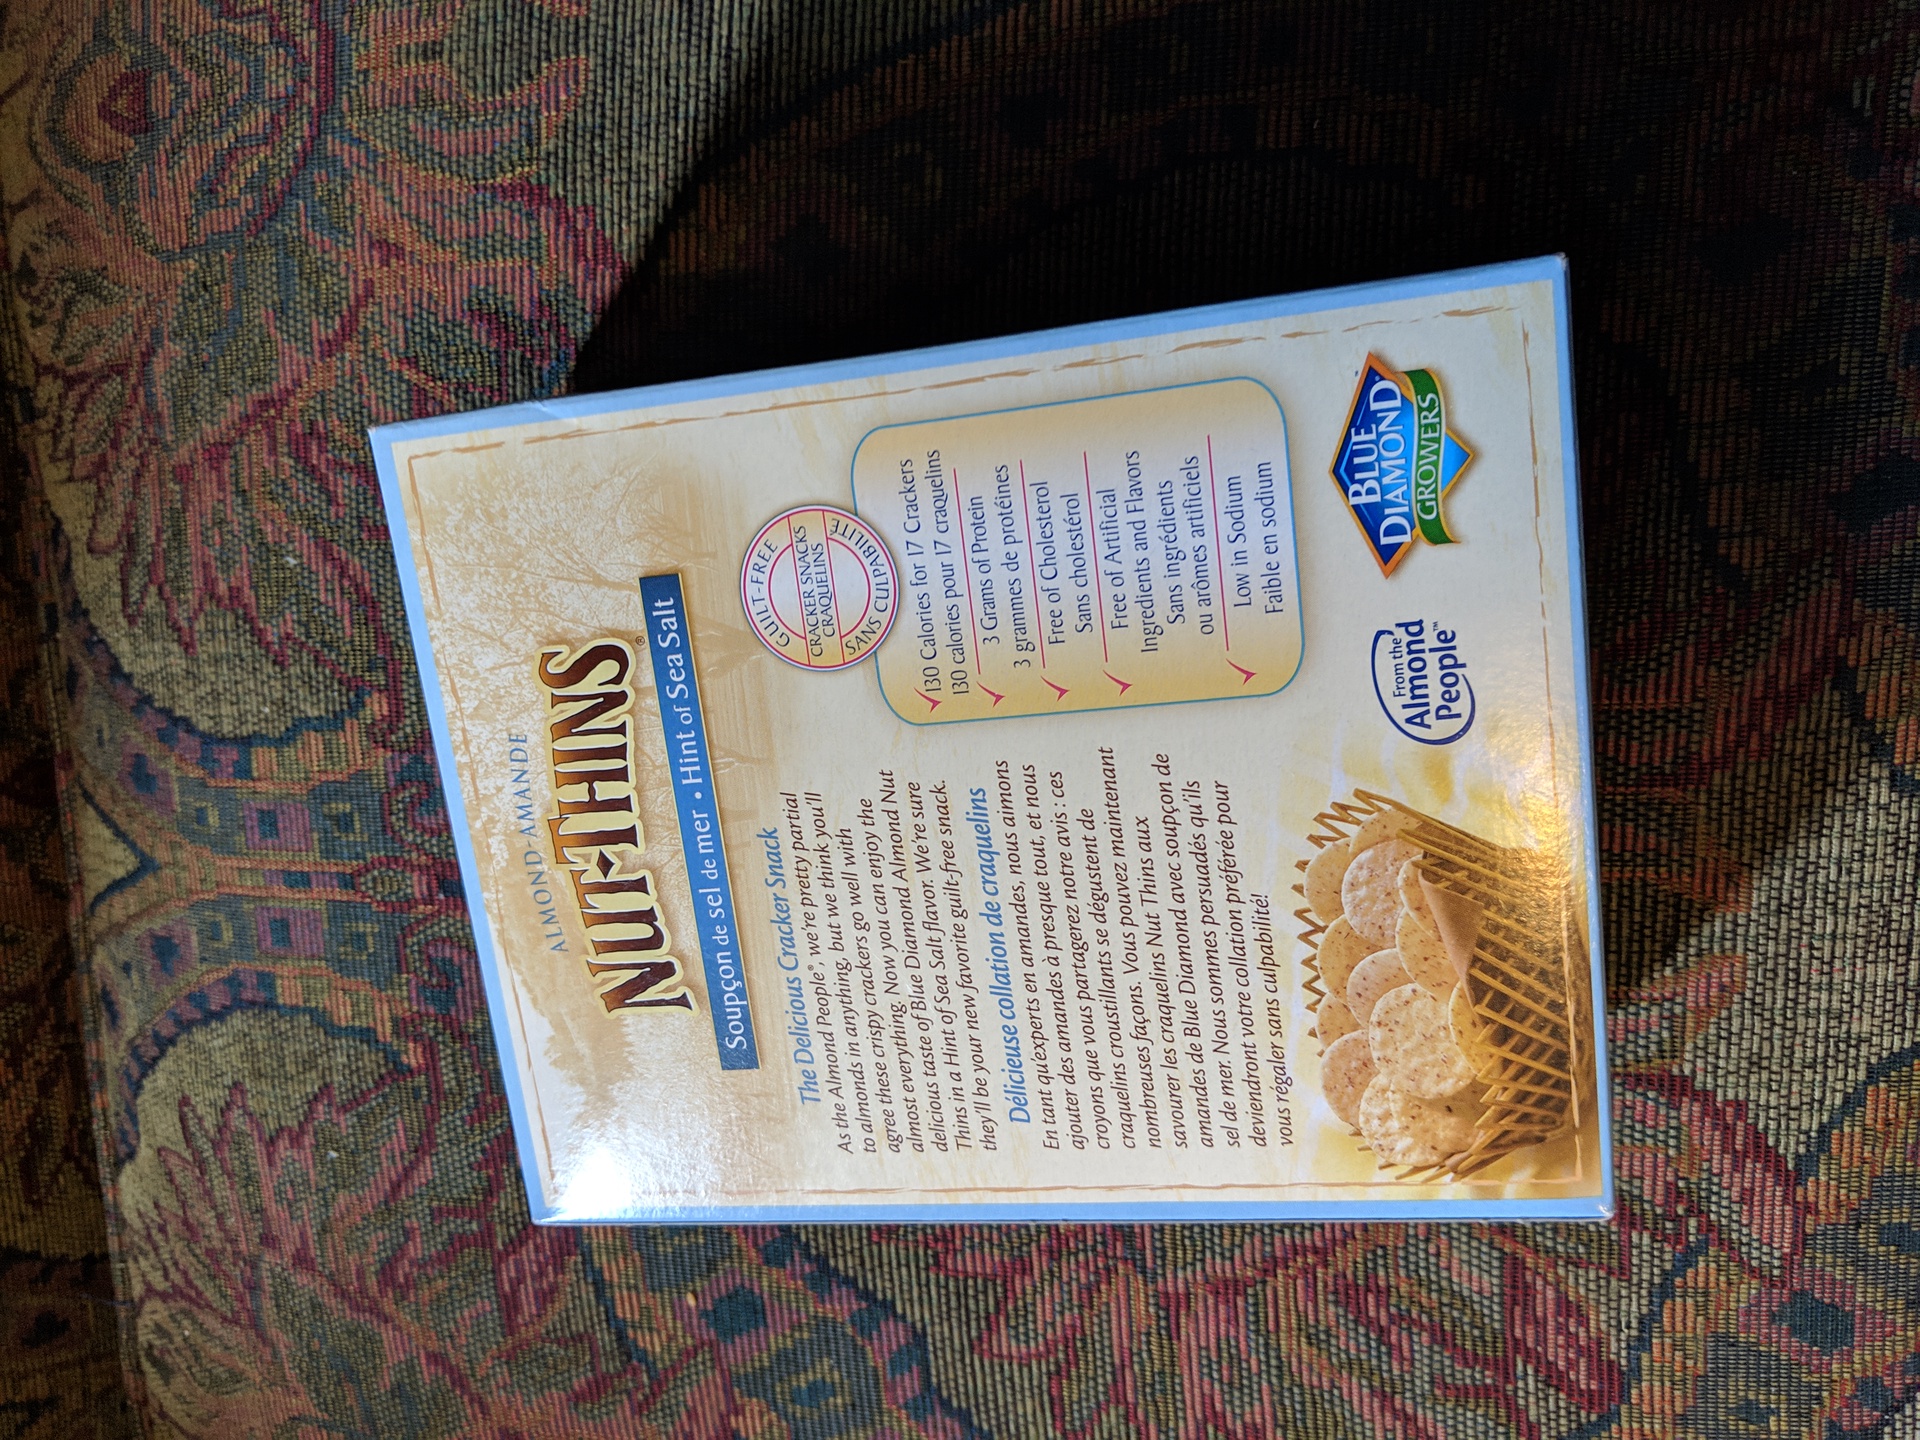 ALMOND-AMANDE
NUT-THINS®
Soupçon de sel de mer • Hint of Sea Salt
The Delicious Cracker Snack
As the Almond People®, we're pretty partial
to almonds in anything, but we think you'll
agree these crispy crackers go well with
almost everything. Now you can enjoy the
delicious taste of Blue Diamond Almond Nut
Thins in a Hint of Sea Salt flavor. We're sure
they'll be your new favorite guilt-free snack.
Délicieuse collation de craquelins
En tant qu'experts en amandes, nous aimons
ajouter des amandes à presque tout, et nous
croyons que vous partagerez notre avis : ces
craquelins croustillants se dégustent de
nombreuses façons. Vous pouvez maintenant
savourer les craquelins Nut Thins aux
amandes de Blue Diamond avec soupçon de
sel de mer. Nous sommes persuadés qu'ils
deviendront votre collation préférée pour
vous régaler sans culpabilité!
GUILT-FREE
CRACKER SNACKS
CRAQUELINS
SANS CULPABILITÉ
130 Calories for 17 Crackers
130 calories pour 17 craquelins
3 Grams of Protein
3 grammes de protéines
Free of Cholesterol
Sans cholestérol
Free of Artificial
Ingredients and Flavors
Sans ingrédients
ou arômes artificiels
Low in Sodium
Faible en sodium
From the
Almond
People™
BLUE
DIAMOND®
GROWERS